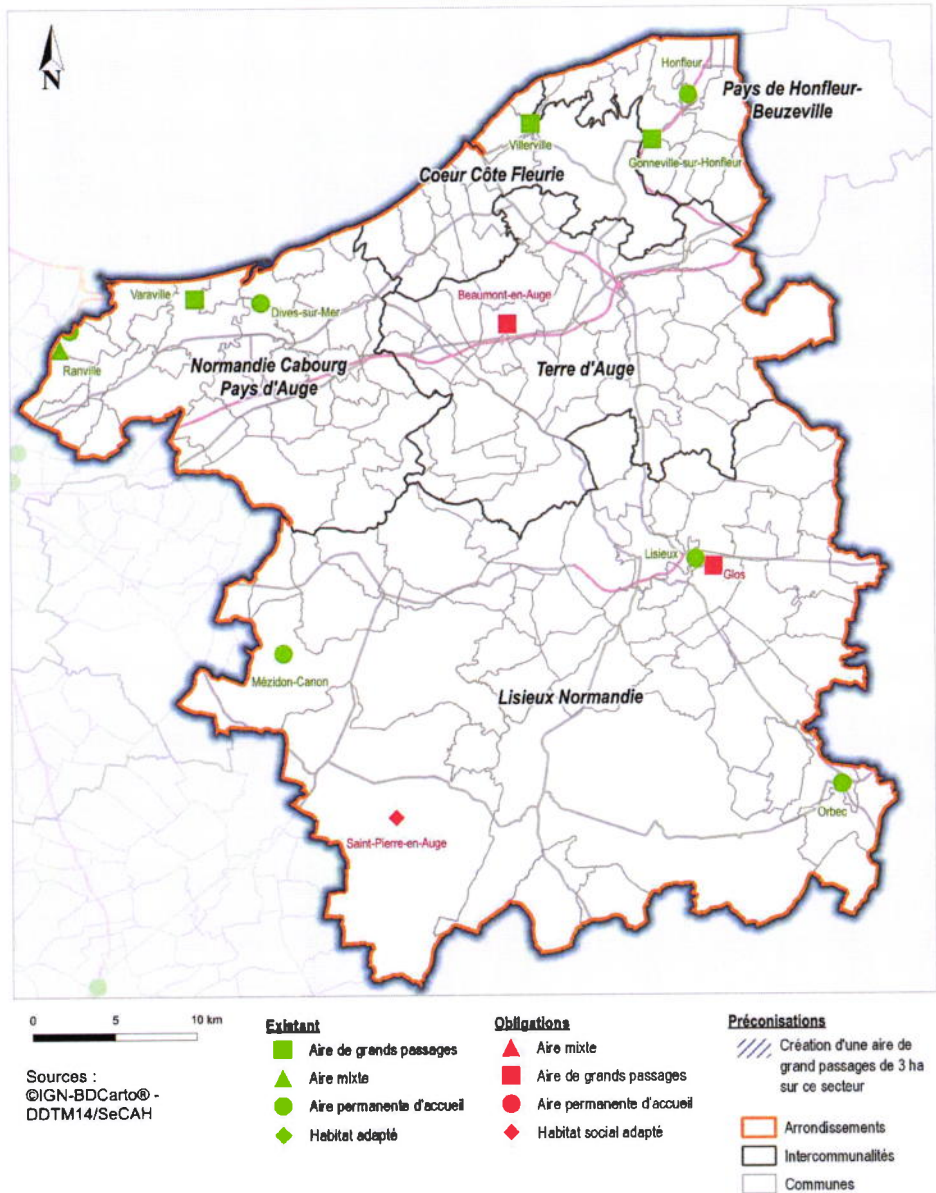 N
Honfleur
Pays de Honfleur-
Beuzeville
Villerville
Gonneville-sur-Honfleur
Coeur Côte Fleurie
Varaville
Dives-sur-Mer
Beaumont-en-Auge
Ranville
Normandie Cabourg
Pays d'Auge
Terre d'Auge
Lisieux
Glos
Mézidon-Canon
Lisieux Normandie
Orbec
Saint-Pierre-en-Auge
0 5 10 km
Sources :
©IGN-BDCarto® -
DDTM14/SeCAH
Existant
Aire de grands passages
Aire mixte
Aire permanente d'accueil
Habitat adapté
Obligations
Aire mixte
Aire de grands passages
Aire permanente d'accueil
Habitat social adapté
Préconisations
Création d'une aire de
grand passages de 3 ha
sur ce secteur
Arrondissements
Intercommunalités
Communes